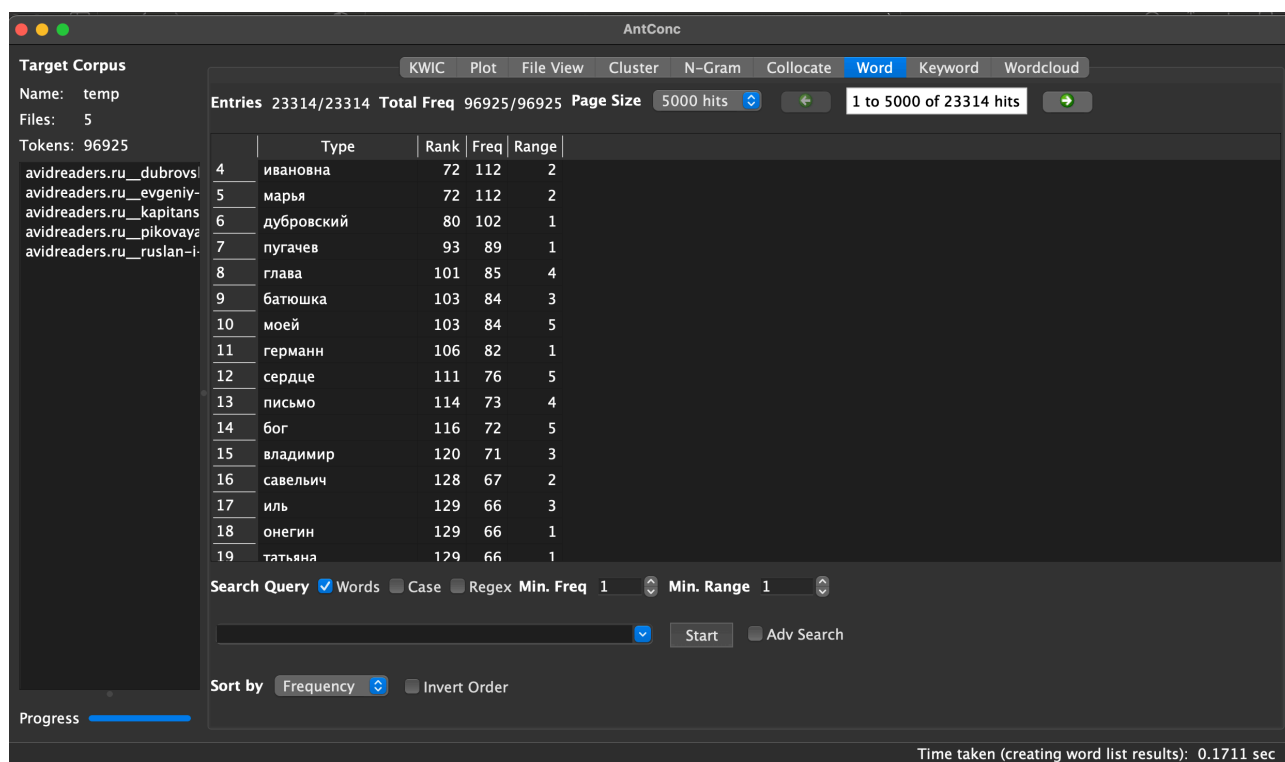 AntConc
Target Corpus
Name: temp
Files: 5
Tokens: 96925
avidreaders.ru__dubrovsl
avidreaders.ru__evgeniy-
avidreaders.ru__kapitans
avidreaders.ru__pikovaya
avidreaders.ru__ruslan-i-
KWIC Plot File View Cluster N-Gram Collocate Word Keyword Wordcloud
Entries 23314/23314 Total Freq 96925/96925 Page Size 5000 hits 1 to 5000 of 23314 hits
Type Rank Freq Range
4 ивановна 72 112 2
5 марья 72 112 2
6 дубровский 80 102 1
7 пугачев 93 89 1
8 глава 101 85 4
9 батюшка 103 84 3
10 моей 103 84 5
11 германн 106 82 1
12 сердце 111 76 5
13 письмо 114 73 4
14 бог 116 72 5
15 владимир 120 71 3
16 савельич 128 67 2
17 иль 129 66 3
18 онегин 129 66 1
19 татьяна 129 66 1
Search Query Words Case Regex Min. Freq 1 Min. Range 1
Start Adv Search
Sort by Frequency Invert Order
Progress
Time taken (creating word list results): 0.1711 sec